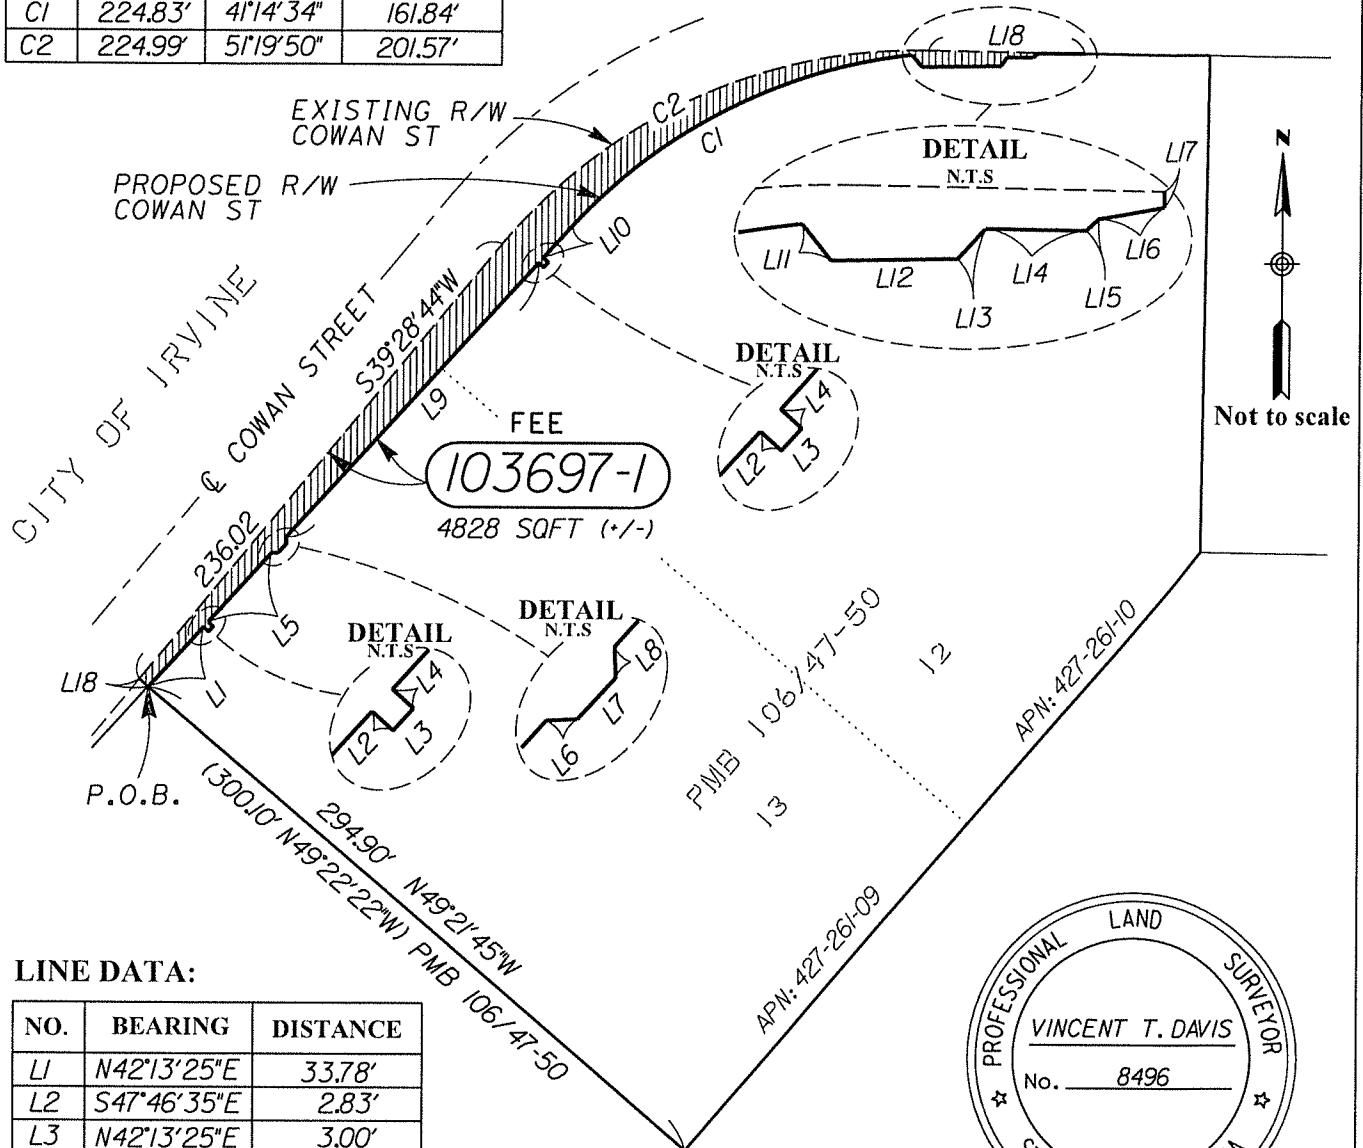 C1 224.83' 41°14'34" 161.84'
C2 224.99' 51°19'50" 201.57'
L18
EXISTING R/W
COWAN ST
C2
C1
PROPOSED R/W
COWAN ST
L10
DETAIL
N.T.S
L17
L11
L12
L13
L14
L15
L16
N
Not to scale
CITY OF IRVINE
℄ COWAN STREET
S39°28'44"W
236.02
L9
DETAIL
N.T.S
L2
L3
L4
FEE
103697-1
4828 SQFT (+/-)
L18
L1
L5
P.O.B.
DETAIL
N.T.S
L2
L3
L4
DETAIL
N.T.S
L6
L7
L8
PMB 106/47-50
12
13
APN: 427-261-10
APN: 427-261-09
294.90' N49°21'45"W
(300.10' N49°22'22"W) PMB 106/47-50
LINE DATA:
NO. BEARING DISTANCE
L1 N42°13'25"E 33.78'
L2 S47°46'35"E 2.83'
L3 N42°13'25"E 3.00'
PROFESSIONAL LAND SURVEYOR
VINCENT T. DAVIS
No. 8496